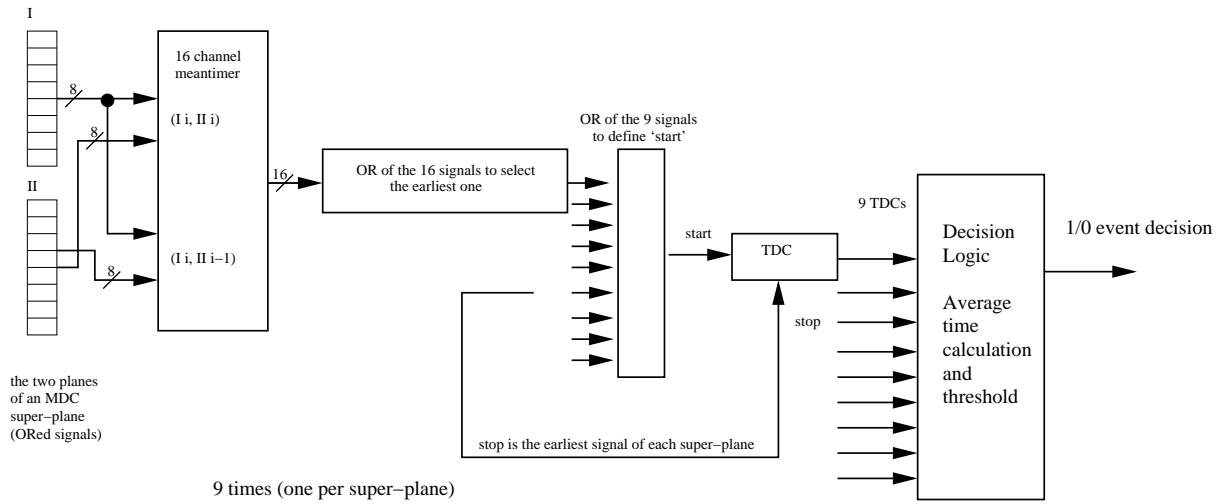 I
8
16 channel
meantimer
(I i, II i)
8
II
(I i, II i−1)
8
16
OR of the 16 signals to select
the earliest one
OR of the 9 signals
to define ‘start’
start
TDC
stop
9 TDCs
Decision
Logic
Average
time
calculation
and
threshold
1/0 event decision
the two planes
of an MDC
super−plane
(ORed signals)
stop is the earliest signal of each super−plane
9 times (one per super−plane)